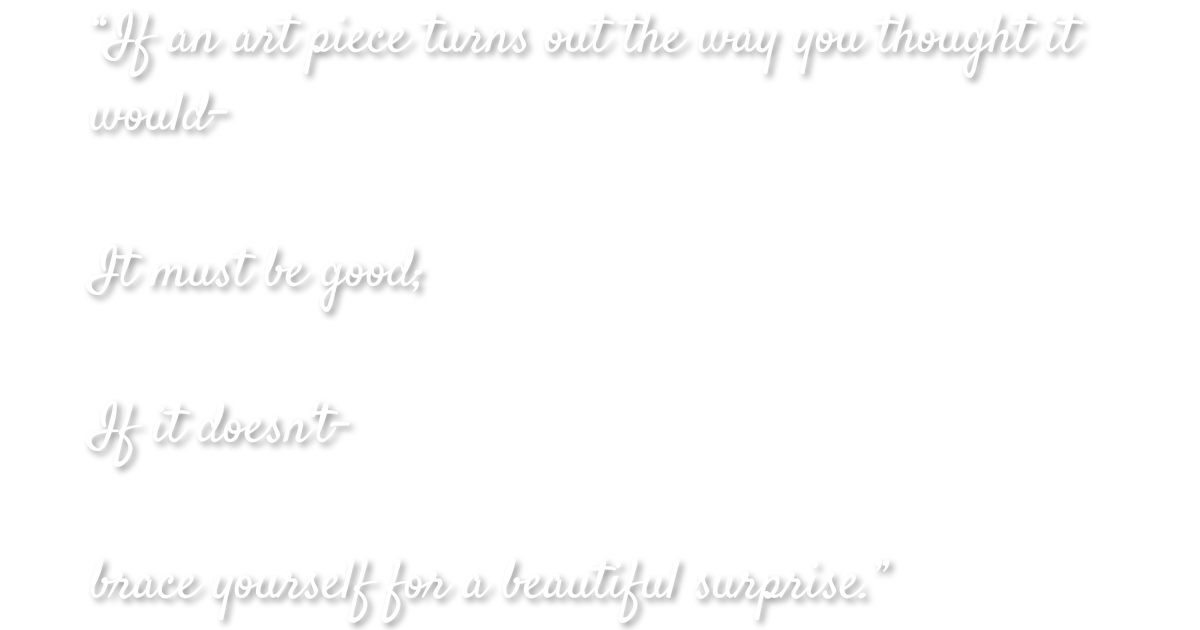 “If an art piece turns out the way you thought it
would-
It must be good;
If it doesn't-
brace yourself for a beautiful surprise.”